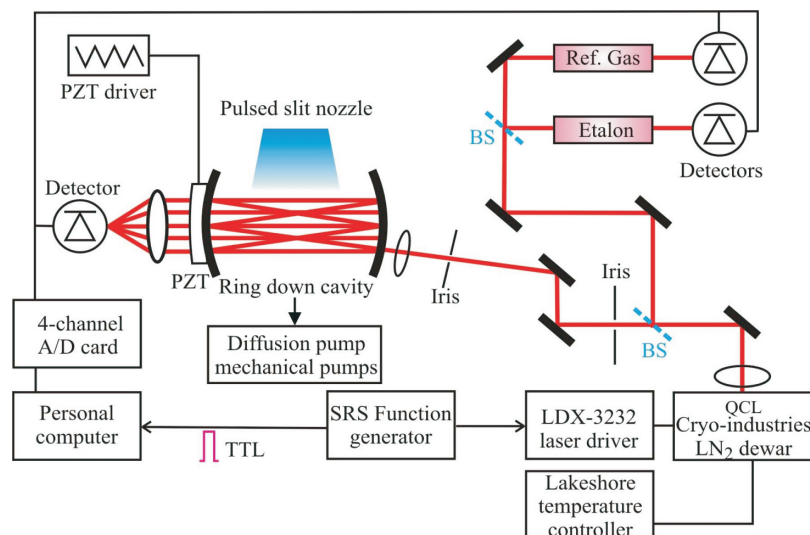 Ref. Gas
PZT driver
Etalon
Pulsed slit nozzle
BS
Detectors
Detector
PZT
Ring down cavity
Iris
Iris
BS
4-channel
A/D card
Diffusion pump
mechanical pumps
Personal
computer
TTL
SRS Function
generator
LDX-3232
laser driver
QCL
Cryo-industries
LN₂ dewar
Lakeshore
temperature
controller